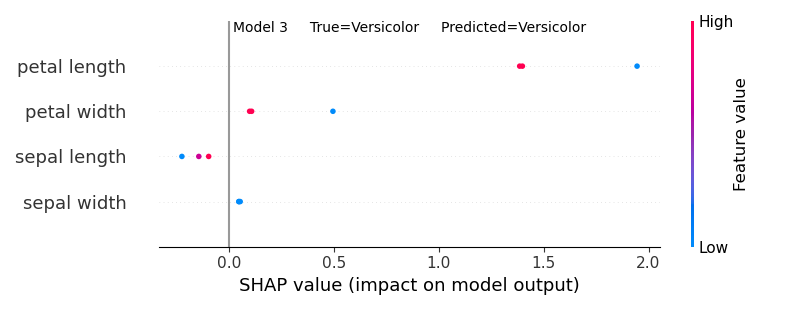 Model 3 True=Versicolor Predicted=Versicolor
High
petal length
petal width
sepal length
sepal width
Feature value
Low
0.0 0.5 1.0 1.5 2.0
SHAP value (impact on model output)